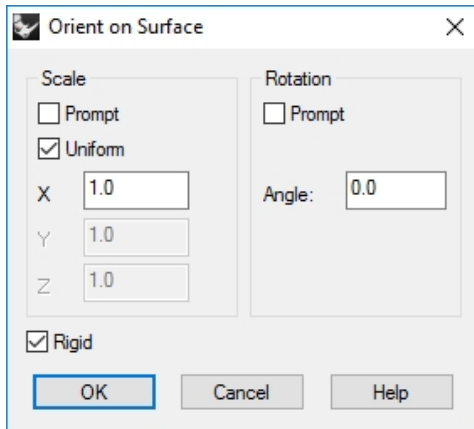 Orient on Surface
Scale
Prompt
Uniform
X 1.0
Y 1.0
Z 1.0
Rotation
Prompt
Angle: 0.0
Rigid
OK Cancel Help